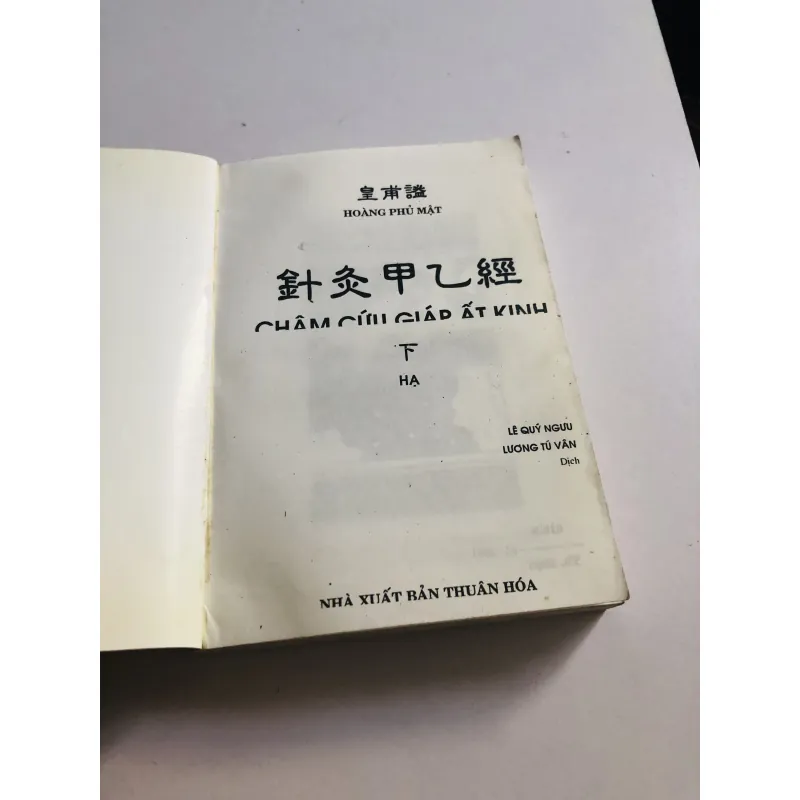 皇甫謐
HOÀNG PHỦ MẬT
針灸甲乙經
CHÂM CỨU GIÁP ẤT KINH
下
HẠ
LÊ QUÝ NGƯU
LƯƠNG TÚ VÂN
Dịch
NHÀ XUẤT BẢN THUẬN HÓA